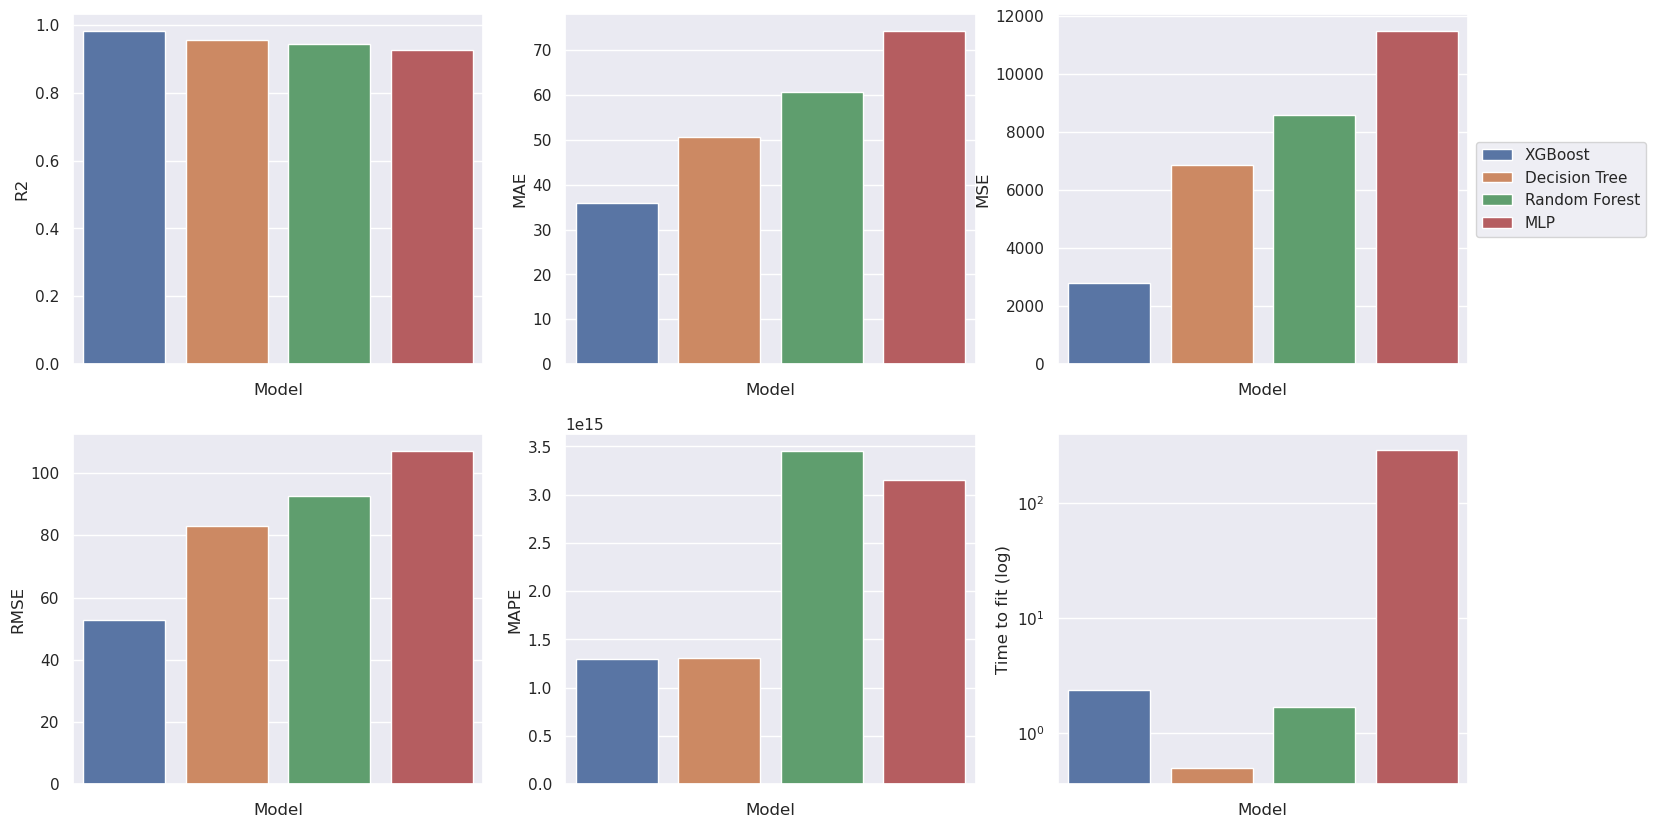 1.0
0.8
0.6
0.4
0.2
0.0
R2
Model
70
60
50
40
30
20
10
0
MAE
Model
12000
10000
8000
6000
4000
2000
0
MSE
Model
XGBoost
Decision Tree
Random Forest
MLP
100
80
60
40
20
0
RMSE
Model
1e15
3.5
3.0
2.5
2.0
1.5
1.0
0.5
0.0
MAPE
Model
10²
10¹
10⁰
Time to fit (log)
Model